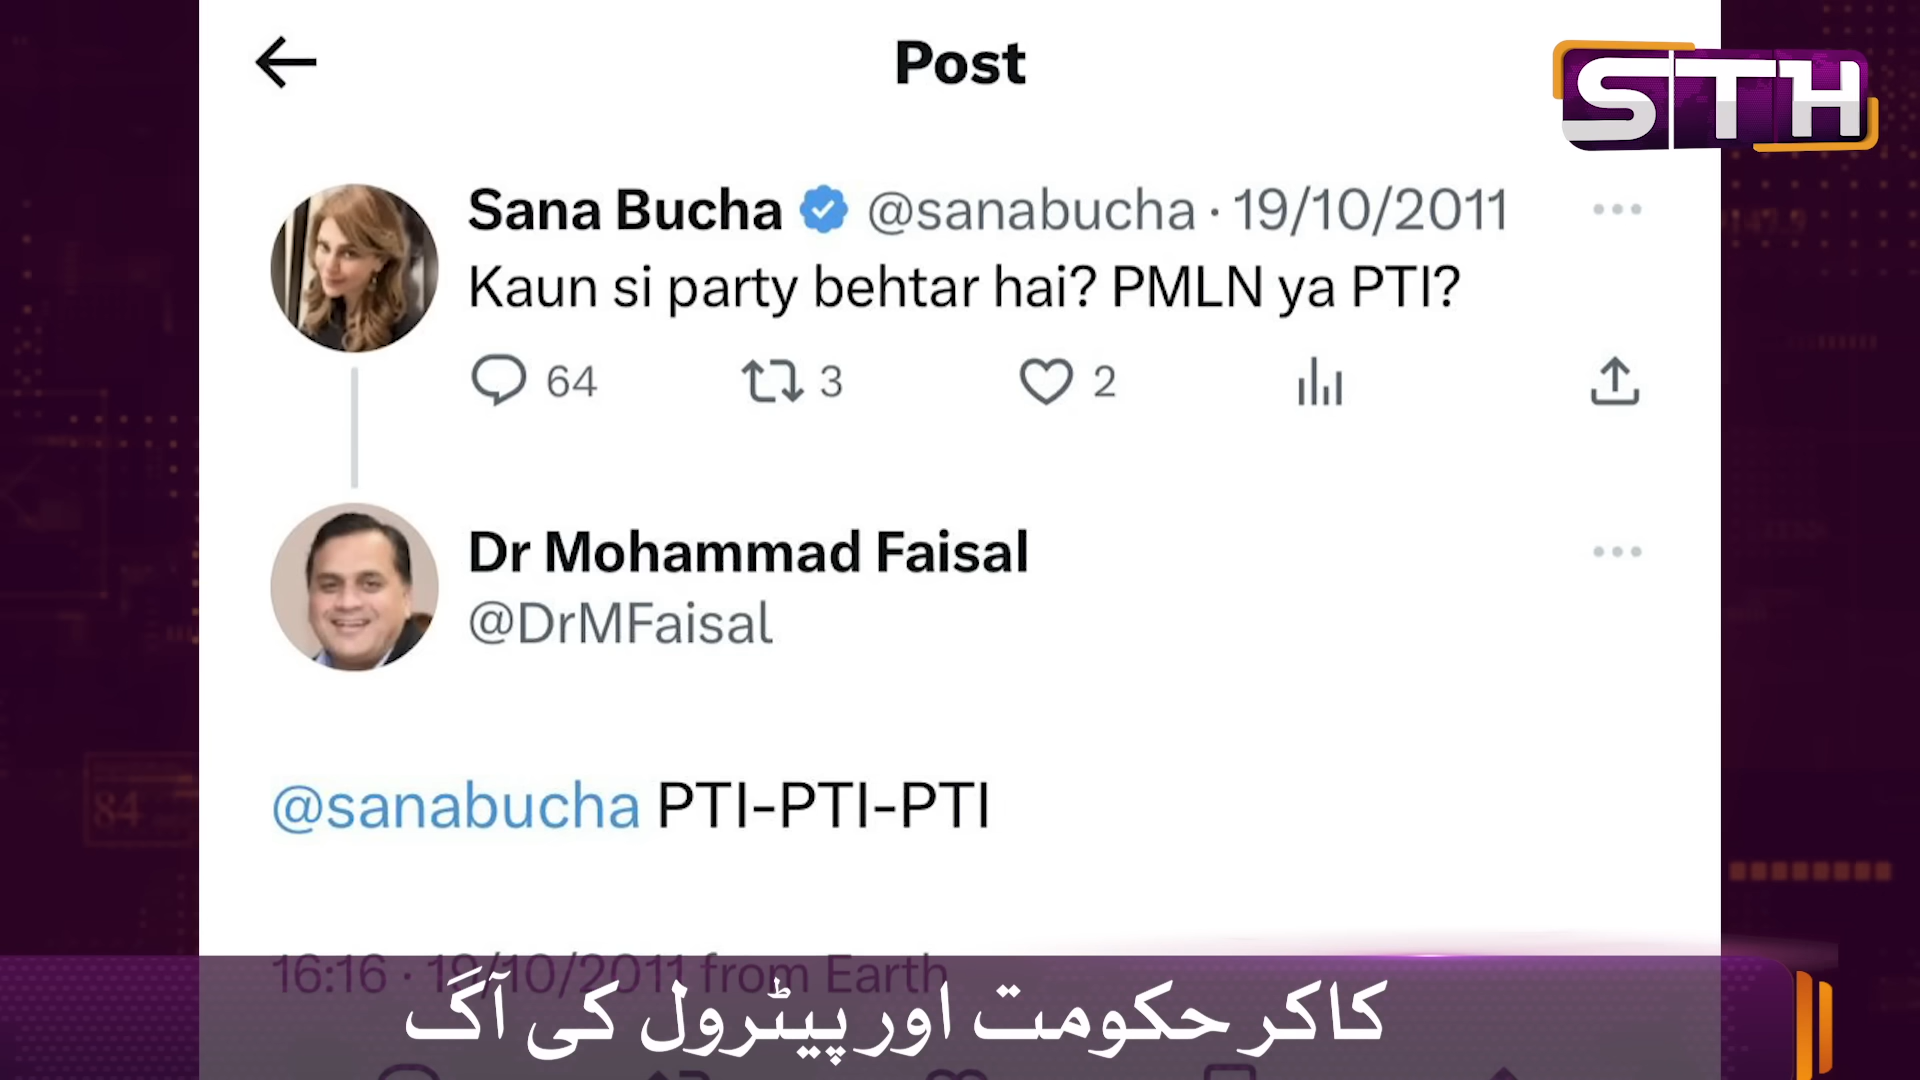 Post
STH
Sana Bucha @sanabucha · 19/10/2011
Kaun si party behtar hai? PMLN ya PTI?
64 3 2
Dr Mohammad Faisal
@DrMFaisal
@sanabucha PTI-PTI-PTI
16:16 · 19/10/2011 from Earth
کاکر حکومت اور پیٹرول کی آگ
84